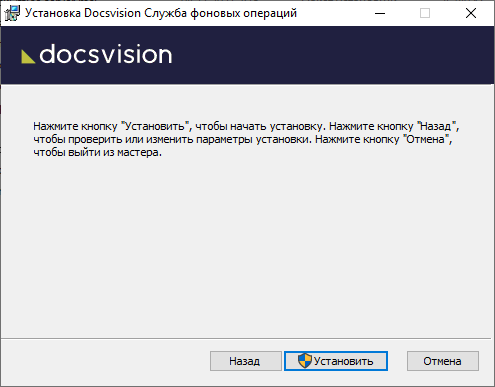 Установка Docsvision Служба фоновых операций
docsvision
Нажмите кнопку "Установить", чтобы начать установку. Нажмите кнопку "Назад",
чтобы проверить или изменить параметры установки. Нажмите кнопку "Отмена",
чтобы выйти из мастера.
Назад
Установить
Отмена